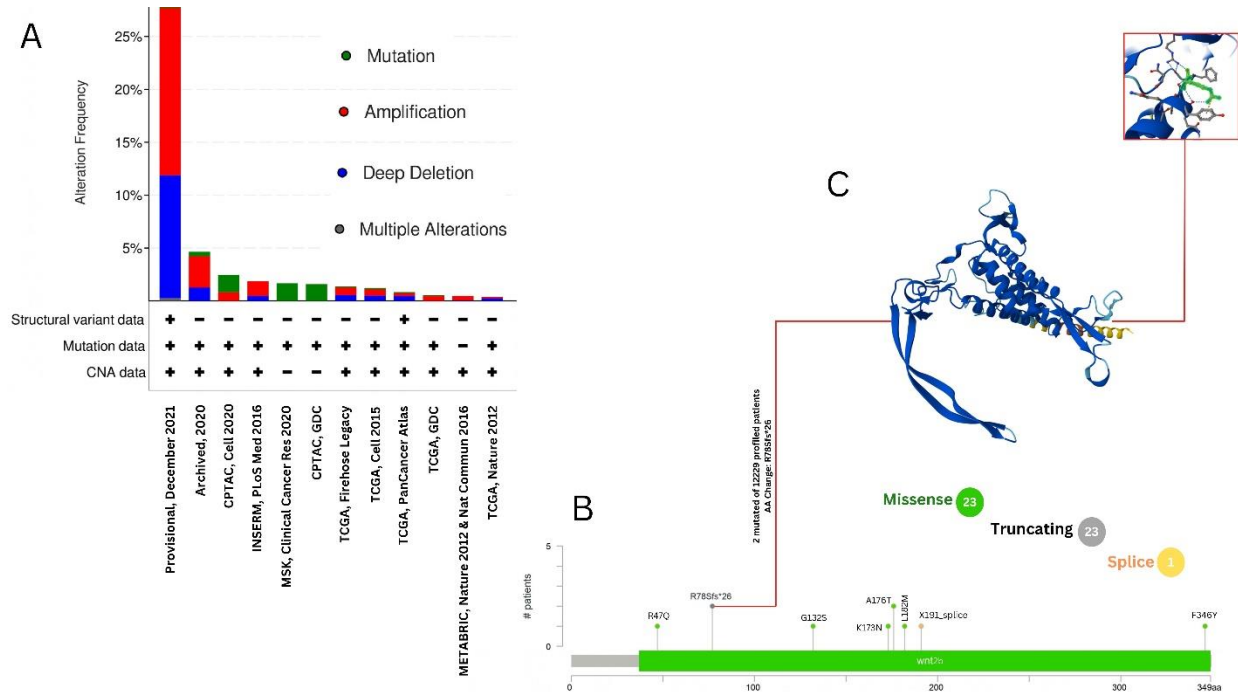 A
25%
20%
15%
10%
5%
Alteration Frequency
Mutation
Amplification
Deep Deletion
Multiple Alterations
Structural variant data + − − − − − − − + − − −
Mutation data + + + + + + + + + + − +
CNA data + + + + − − + + + + + +
Provisional, December 2021
Archived, 2020
CPTAC, Cell 2020
INSERM, PLoS Med 2016
MSK, Clinical Cancer Res 2020
CPTAC, GDC
TCGA, Firehose Legacy
TCGA, Cell 2015
TCGA, PanCancer Atlas
TCGA, GDC
METABRIC, Nature 2012 & Nat Commun 2016
TCGA, Nature 2012
C
2 mutated of 12229 profiled patients
AA Change: R78Sfs*26
Missense 23
Truncating 23
Splice 1
B
5
0
# patients
R47Q
R78Sfs*26
G132S
K173N
A176T
L182M
X191_splice
F346Y
0
100
200
300
349aa